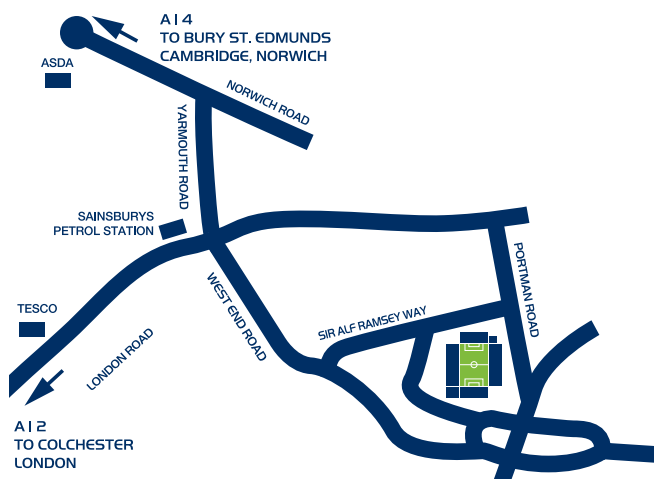 A14
TO BURY ST. EDMUNDS
CAMBRIDGE, NORWICH
ASDA
NORWICH ROAD
YARMOUTH ROAD
SAINSBURYS
PETROL STATION
PORTMAN ROAD
WEST END ROAD
SIR ALF RAMSEY WAY
TESCO
LONDON ROAD
A12
TO COLCHESTER
LONDON